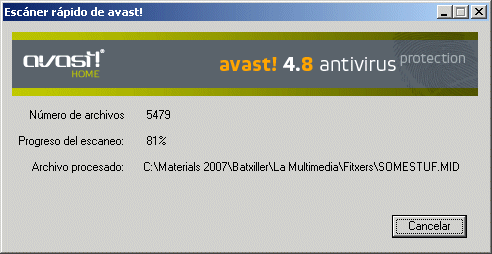 Escáner rápido de avast!
avast!®
HOME
avast! 4.8 antivirus protection
Número de archivos 5479
Progreso del escaneo: 81%
Archivo procesado: C:\Materials 2007\Batxiller\La Multimedia\Fitxers\SOMESTUF.MID
Cancelar